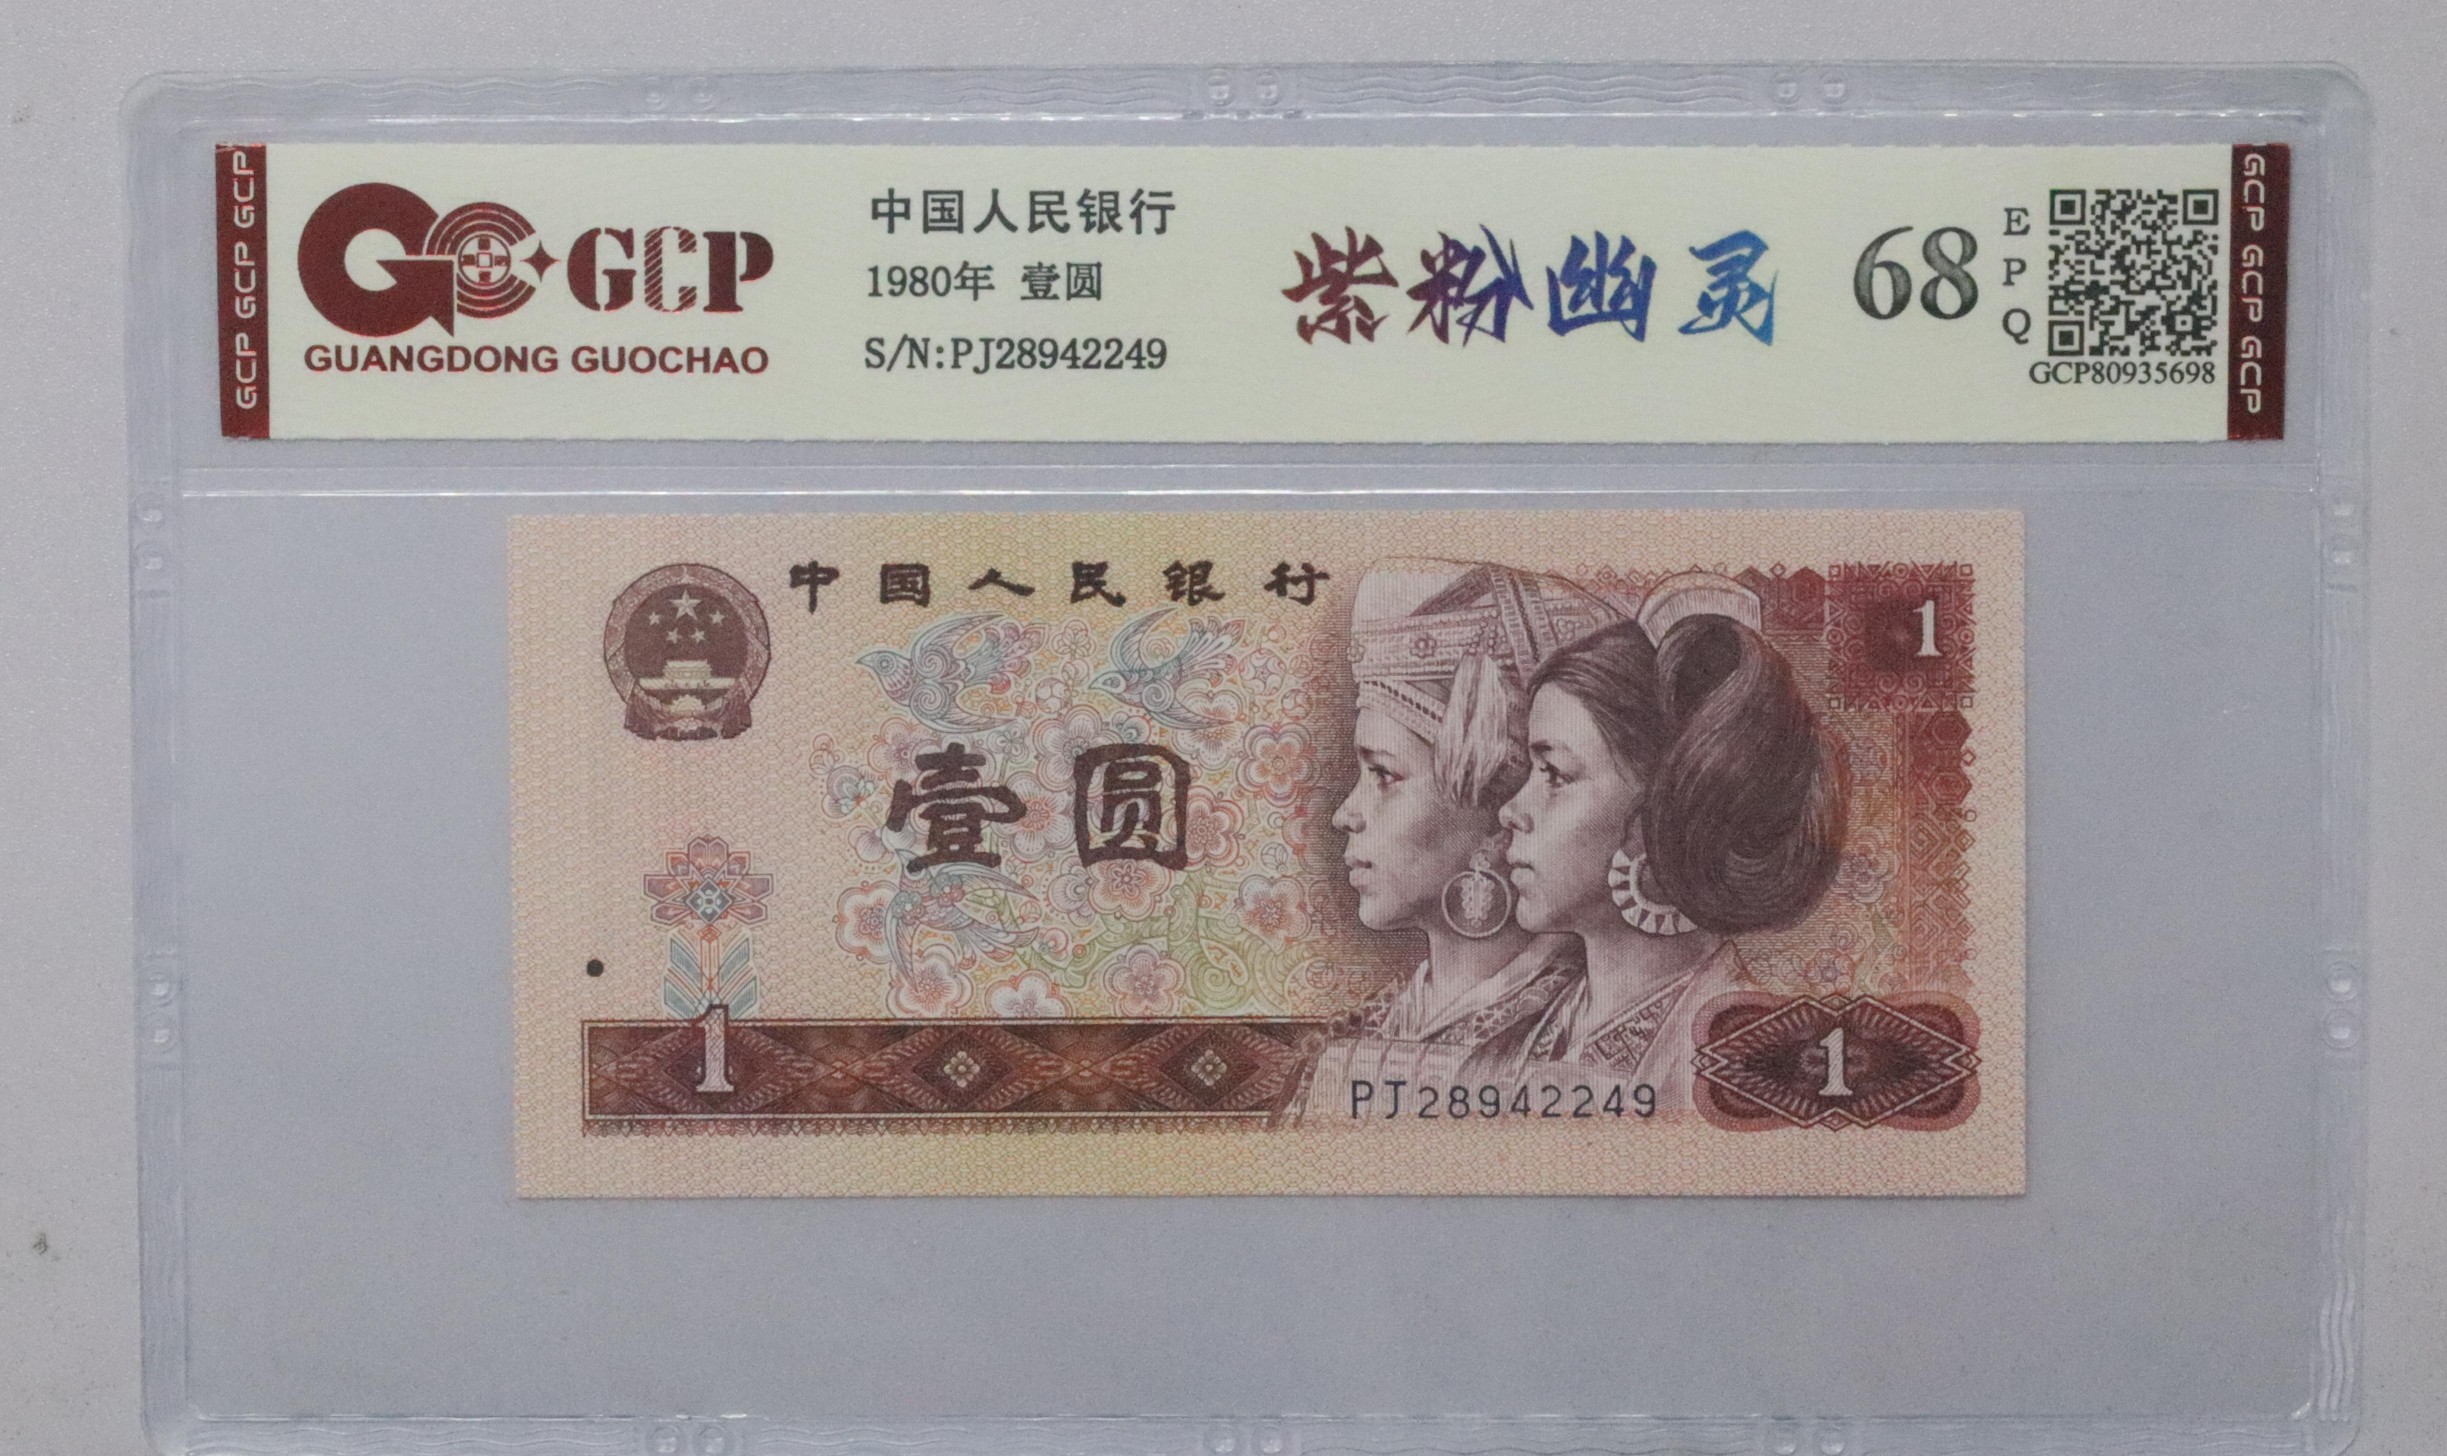 GCP GCP GCP
GCP
GUANGDONG GUOCHAO
中国人民银行
1980年 壹圆
S/N:PJ28942249
紫粉幽灵
68
E
P
Q
GCP80935698
GCP GCP GCP
中国人民银行
1
壹圆
1
PJ28942249
1